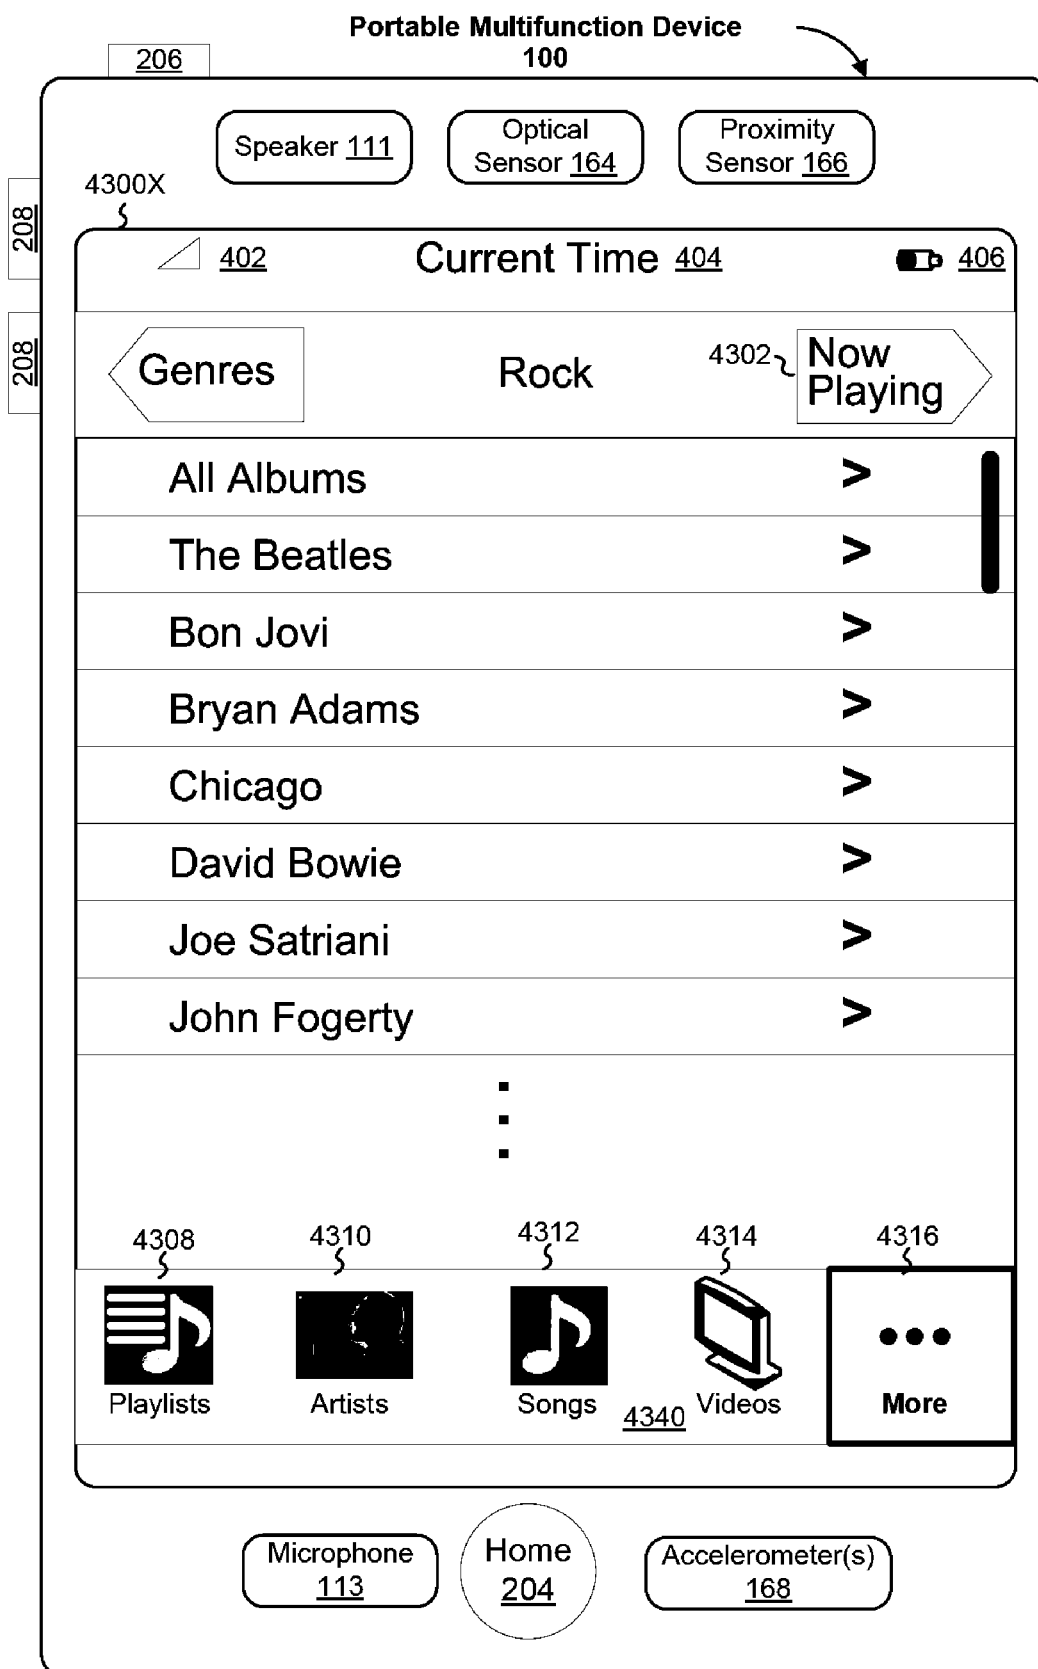 Portable Multifunction Device
100
206
Speaker 111
Optical
Sensor 164
Proximity
Sensor 166
4300X
208
208
402
Current Time 404
406
Genres
Rock
4302
Now
Playing
All Albums >
The Beatles >
Bon Jovi >
Bryan Adams >
Chicago >
David Bowie >
Joe Satriani >
John Fogerty >
4308
4310
4312
4314
4316
Playlists
Artists
Songs
4340
Videos
More
Microphone
113
Home
204
Accelerometer(s)
168